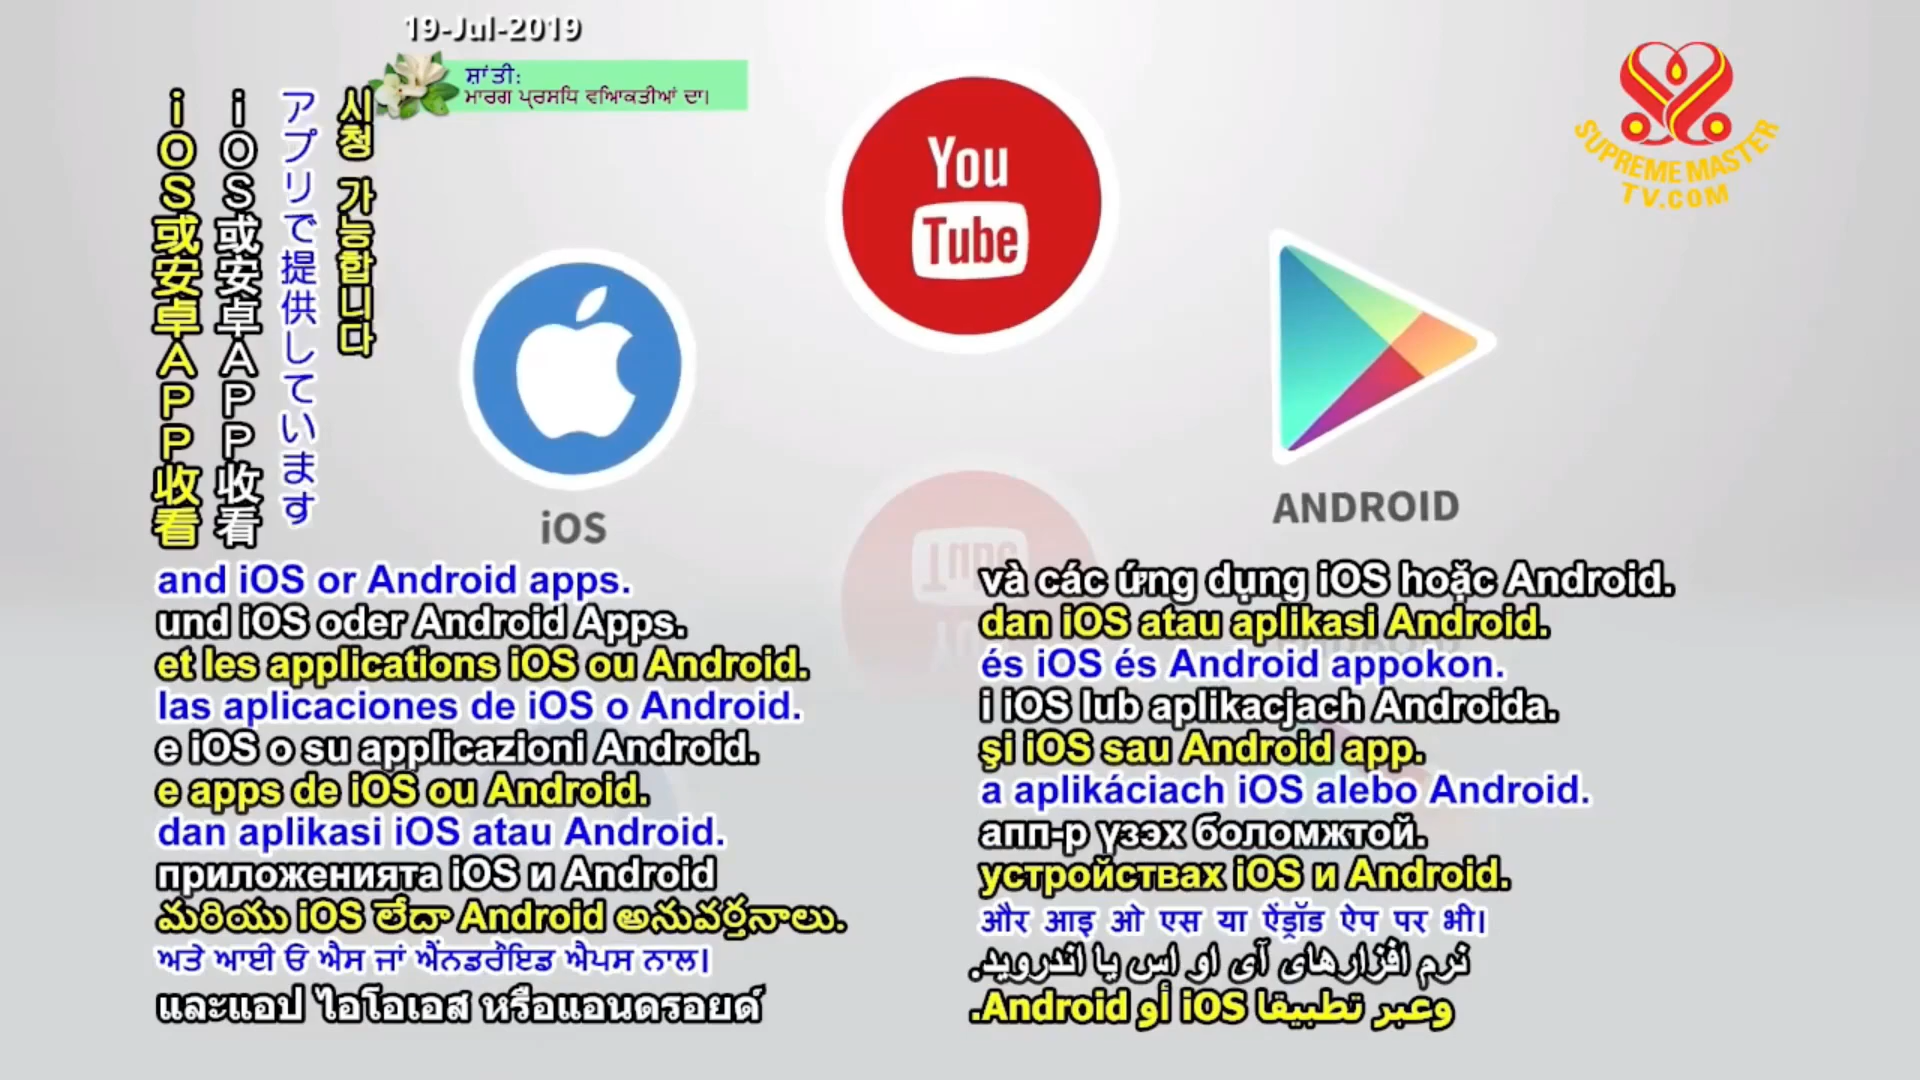 19-Jul-2019
ਸ਼ਾਂਤੀ:
ਮਾਰਗ ਪ੍ਰਸਧਿ ਵਆਿਕਤੀਆਂ ਦਾ।
SUPREME MASTER
TV.COM
You
Tube
iOS
ANDROID
시청 가능합니다
アプリで提供しています
iOS或安卓APP收看
iOS或安卓APP收看
and iOS or Android apps.
und iOS oder Android Apps.
et les applications iOS ou Android.
las aplicaciones de iOS o Android.
e iOS o su applicazioni Android.
e apps de iOS ou Android.
dan aplikasi iOS atau Android.
приложенията iOS и Android
మరియు iOS లేదా Android అనువర్తనాలు.
ਅਤੇ ਆਈ ਓ ਐਸ ਜਾਂ ਐਂਨਡਰੌਇਡ ਐਪਸ ਨਾਲ।
และแอป ไอโอเอส หรือแอนดรอยด์
và các ứng dụng iOS hoặc Android.
dan iOS atau aplikasi Android.
és iOS és Android appokon.
i iOS lub aplikacjach Androida.
şi iOS sau Android app.
a aplikáciach iOS alebo Android.
апп-р үзэх боломжтой.
устройствах iOS и Android.
और आइ ओ एस या ऐंड्रॉड ऐप पर भी।
نرم افزارهای آی او اس یا اندروید.
وعبر تطبيقا iOS أو Android.